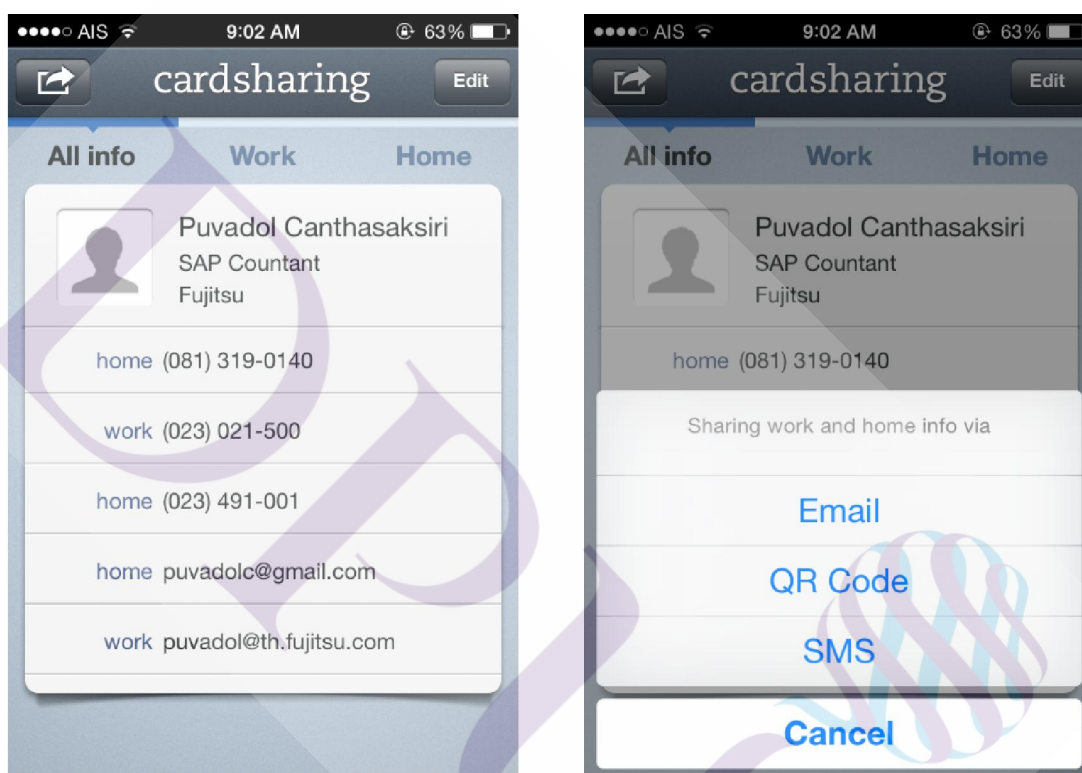 AIS 9:02 AM 63%
cardsharing Edit
All info Work Home
Puvadol Canthasaksiri
SAP Countant
Fujitsu
home (081) 319-0140
work (023) 021-500
home (023) 491-001
home puvadolc@gmail.com
work puvadol@th.fujitsu.com
AIS 9:02 AM 63%
cardsharing Edit
All info Work Home
Puvadol Canthasaksiri
SAP Countant
Fujitsu
home (081) 319-0140
Sharing work and home info via
Email
QR Code
SMS
Cancel